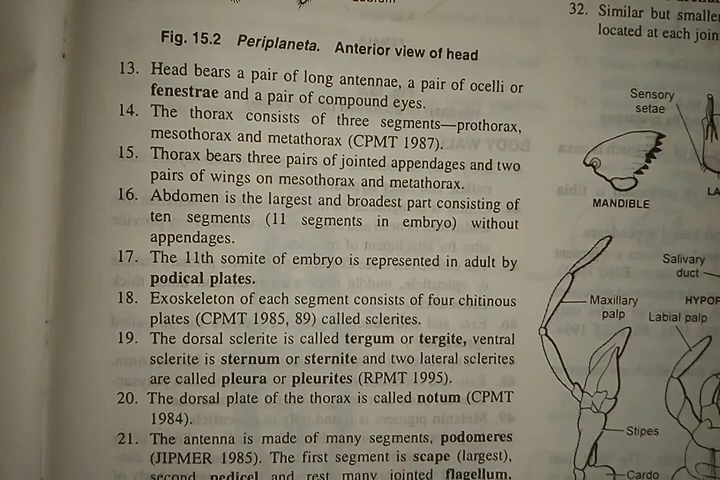 Fig. 15.2 Periplaneta. Anterior view of head
13. Head bears a pair of long antennae, a pair of ocelli or
fenestrae and a pair of compound eyes.
14. The thorax consists of three segments—prothorax,
mesothorax and metathorax (CPMT 1987).
15. Thorax bears three pairs of jointed appendages and two
pairs of wings on mesothorax and metathorax.
16. Abdomen is the largest and broadest part consisting of
ten segments (11 segments in embryo) without
appendages.
17. The 11th somite of embryo is represented in adult by
podical plates.
18. Exoskeleton of each segment consists of four chitinous
plates (CPMT 1985, 89) called sclerites.
19. The dorsal sclerite is called tergum or tergite, ventral
sclerite is sternum or sternite and two lateral sclerites
are called pleura or pleurites (RPMT 1995).
20. The dorsal plate of the thorax is called notum (CPMT
1984).
21. The antenna is made of many segments, podomeres
(JIPMER 1985). The first segment is scape (largest),
second pedicel and rest many jointed flagellum.
32. Similar but smaller
located at each join
Sensory
setae
MANDIBLE
LA
Salivary
duct
Maxillary
palp
HYPOP
Labial palp
Stipes
Cardo